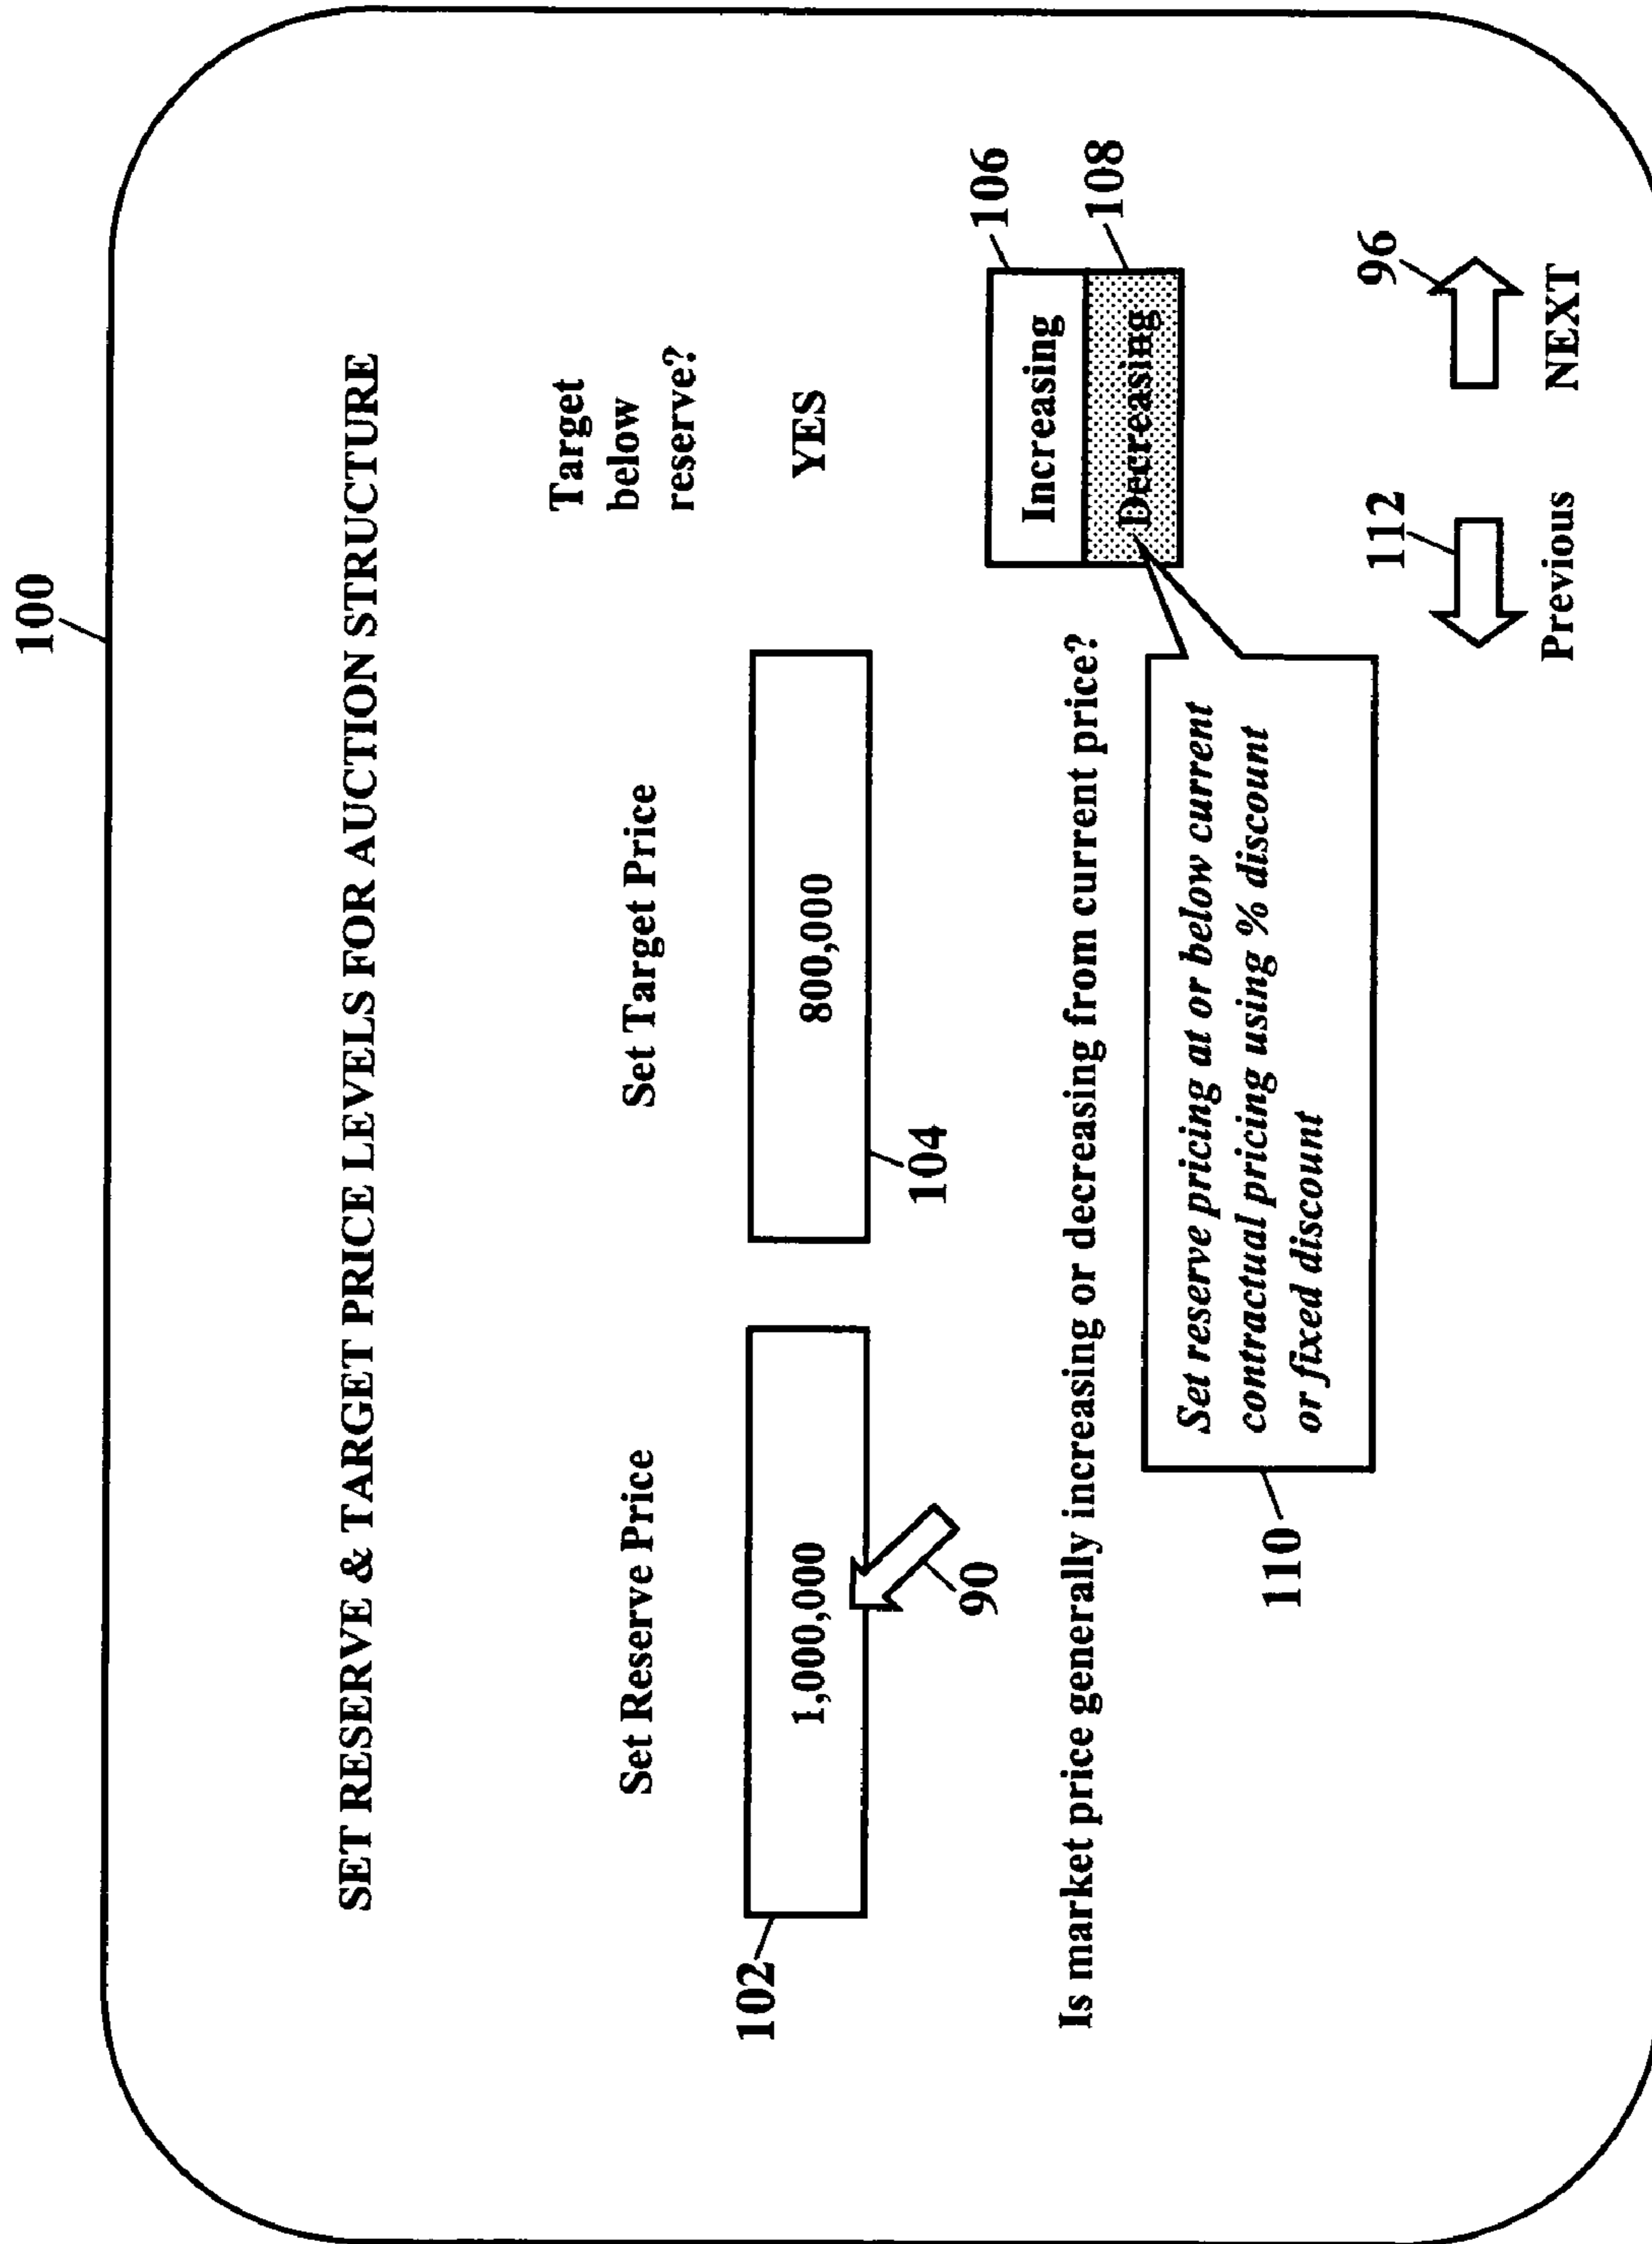 100
SET RESERVE & TARGET PRICE LEVELS FOR AUCTION STRUCTURE
Target
below
reserve?
Set Reserve Price
Set Target Price
102
1,000,000
800,000
YES
90
104
Is market price generally increasing or decreasing from current price?
Increasing
106
Decreasing
108
Set reserve pricing at or below current
contractual pricing using % discount
or fixed discount
110
112
96
Previous
NEXT